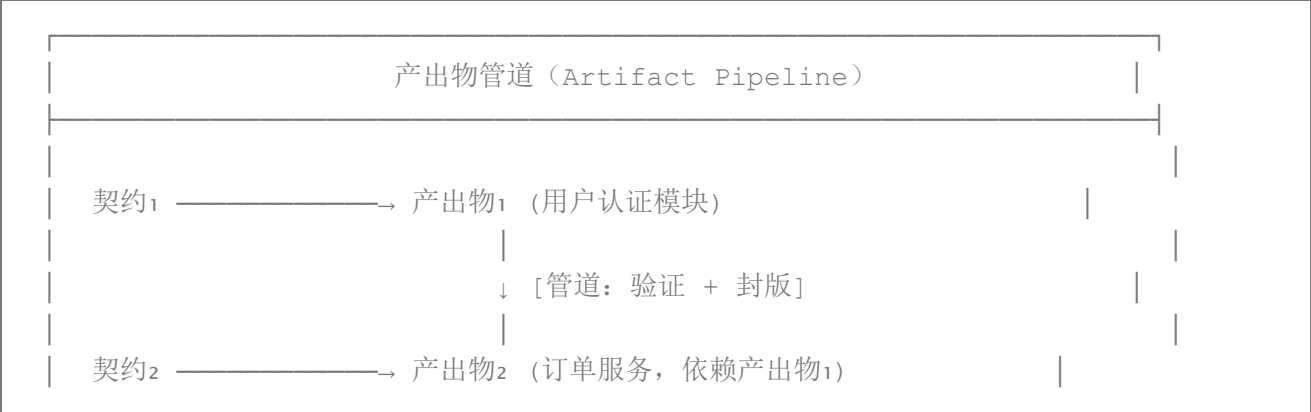 产出物管道（Artifact Pipeline）
契约₁ ────────────→ 产出物₁ (用户认证模块)
↓ [管道：验证 + 封版]
契约₂ ────────────→ 产出物₂ (订单服务，依赖产出物₁)